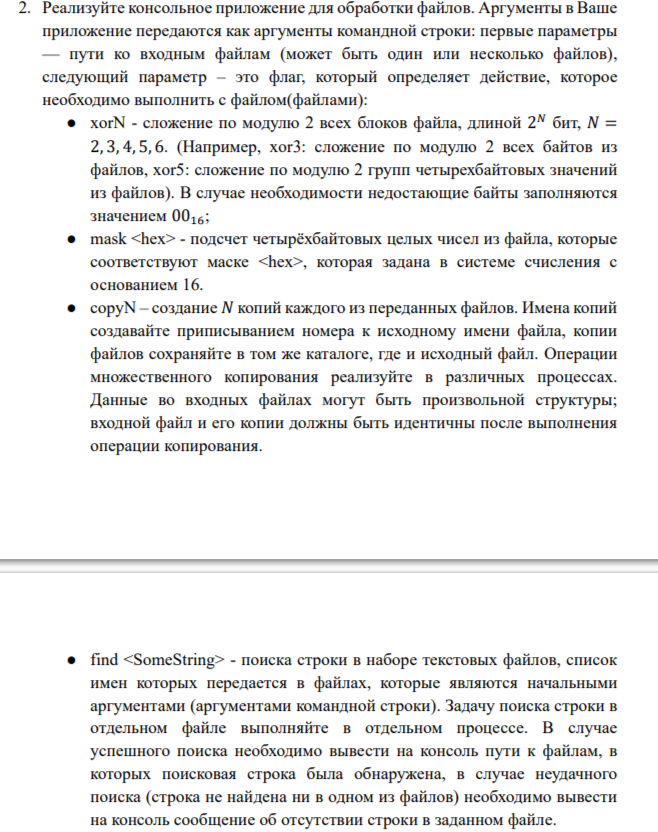 2. Реализуйте консольное приложение для обработки файлов. Аргументы в Ваше
приложение передаются как аргументы командной строки: первые параметры
— пути ко входным файлам (может быть один или несколько файлов),
следующий параметр – это флаг, который определяет действие, которое
необходимо выполнить с файлом(файлами):
● xorN - сложение по модулю 2 всех блоков файла, длиной 2ᴺ бит, N =
2, 3, 4, 5, 6. (Например, xor3: сложение по модулю 2 всех байтов из
файлов, xor5: сложение по модулю 2 групп четырехбайтовых значений
из файлов). В случае необходимости недостающие байты заполняются
значением 00₁₆;
● mask <hex> - подсчет четырёхбайтовых целых чисел из файла, которые
соответствуют маске <hex>, которая задана в системе счисления с
основанием 16.
● copyN – создание N копий каждого из переданных файлов. Имена копий
создавайте приписыванием номера к исходному имени файла, копии
файлов сохраняйте в том же каталоге, где и исходный файл. Операции
множественного копирования реализуйте в различных процессах.
Данные во входных файлах могут быть произвольной структуры;
входной файл и его копии должны быть идентичны после выполнения
операции копирования.
● find <SomeString> - поиска строки в наборе текстовых файлов, список
имен которых передается в файлах, которые являются начальными
аргументами (аргументами командной строки). Задачу поиска строки в
отдельном файле выполняйте в отдельном процессе. В случае
успешного поиска необходимо вывести на консоль пути к файлам, в
которых поисковая строка была обнаружена, в случае неудачного
поиска (строка не найдена ни в одном из файлов) необходимо вывести
на консоль сообщение об отсутствии строки в заданном файле.